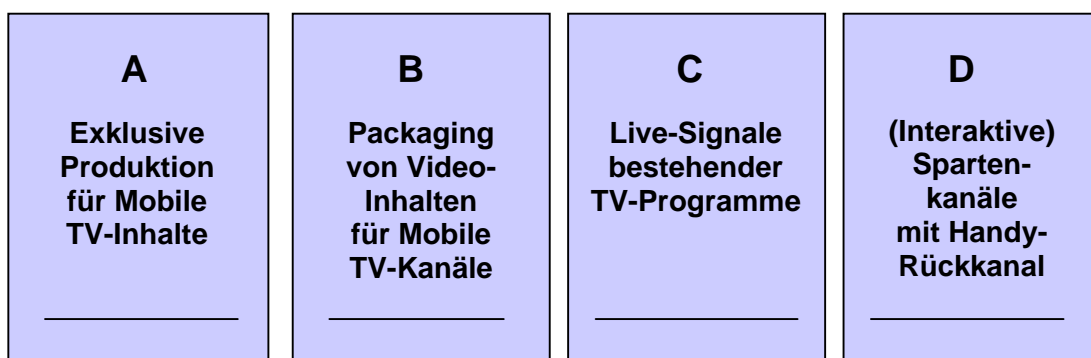 A
Exklusive
Produktion
für Mobile
TV-Inhalte
B
Packaging
von Video-
Inhalten
für Mobile
TV-Kanäle
C
Live-Signale
bestehender
TV-Programme
D
(Interaktive)
Sparten-
kanäle
mit Handy-
Rückkanal